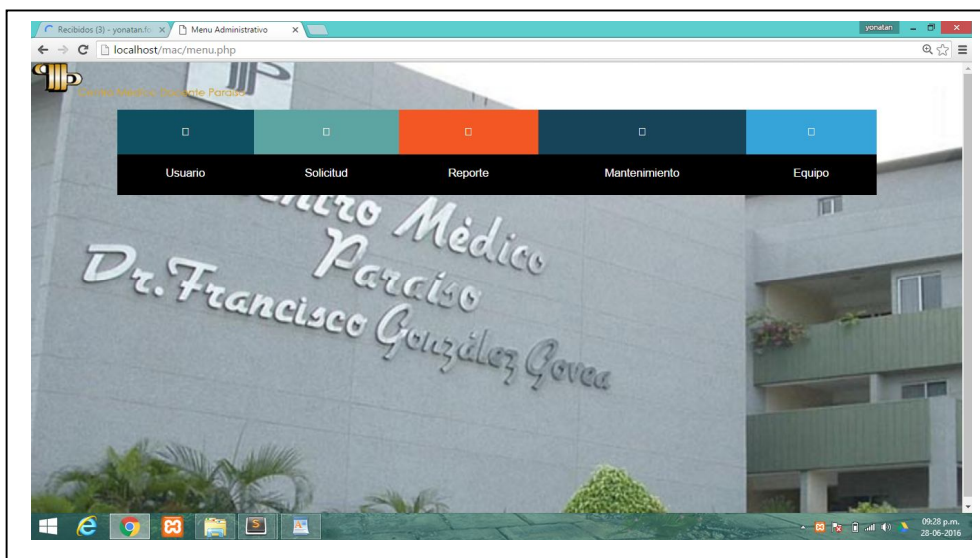 Recibidos (3) - yonatan.fo
Menu Administrativo
yonatan
localhost/mac/menu.php
Usuario
Solicitud
Reporte
Mantenimiento
Equipo
Centro Médico
Paraíso
Dr. Francisco González Govea
09:28 p.m.
28-06-2016